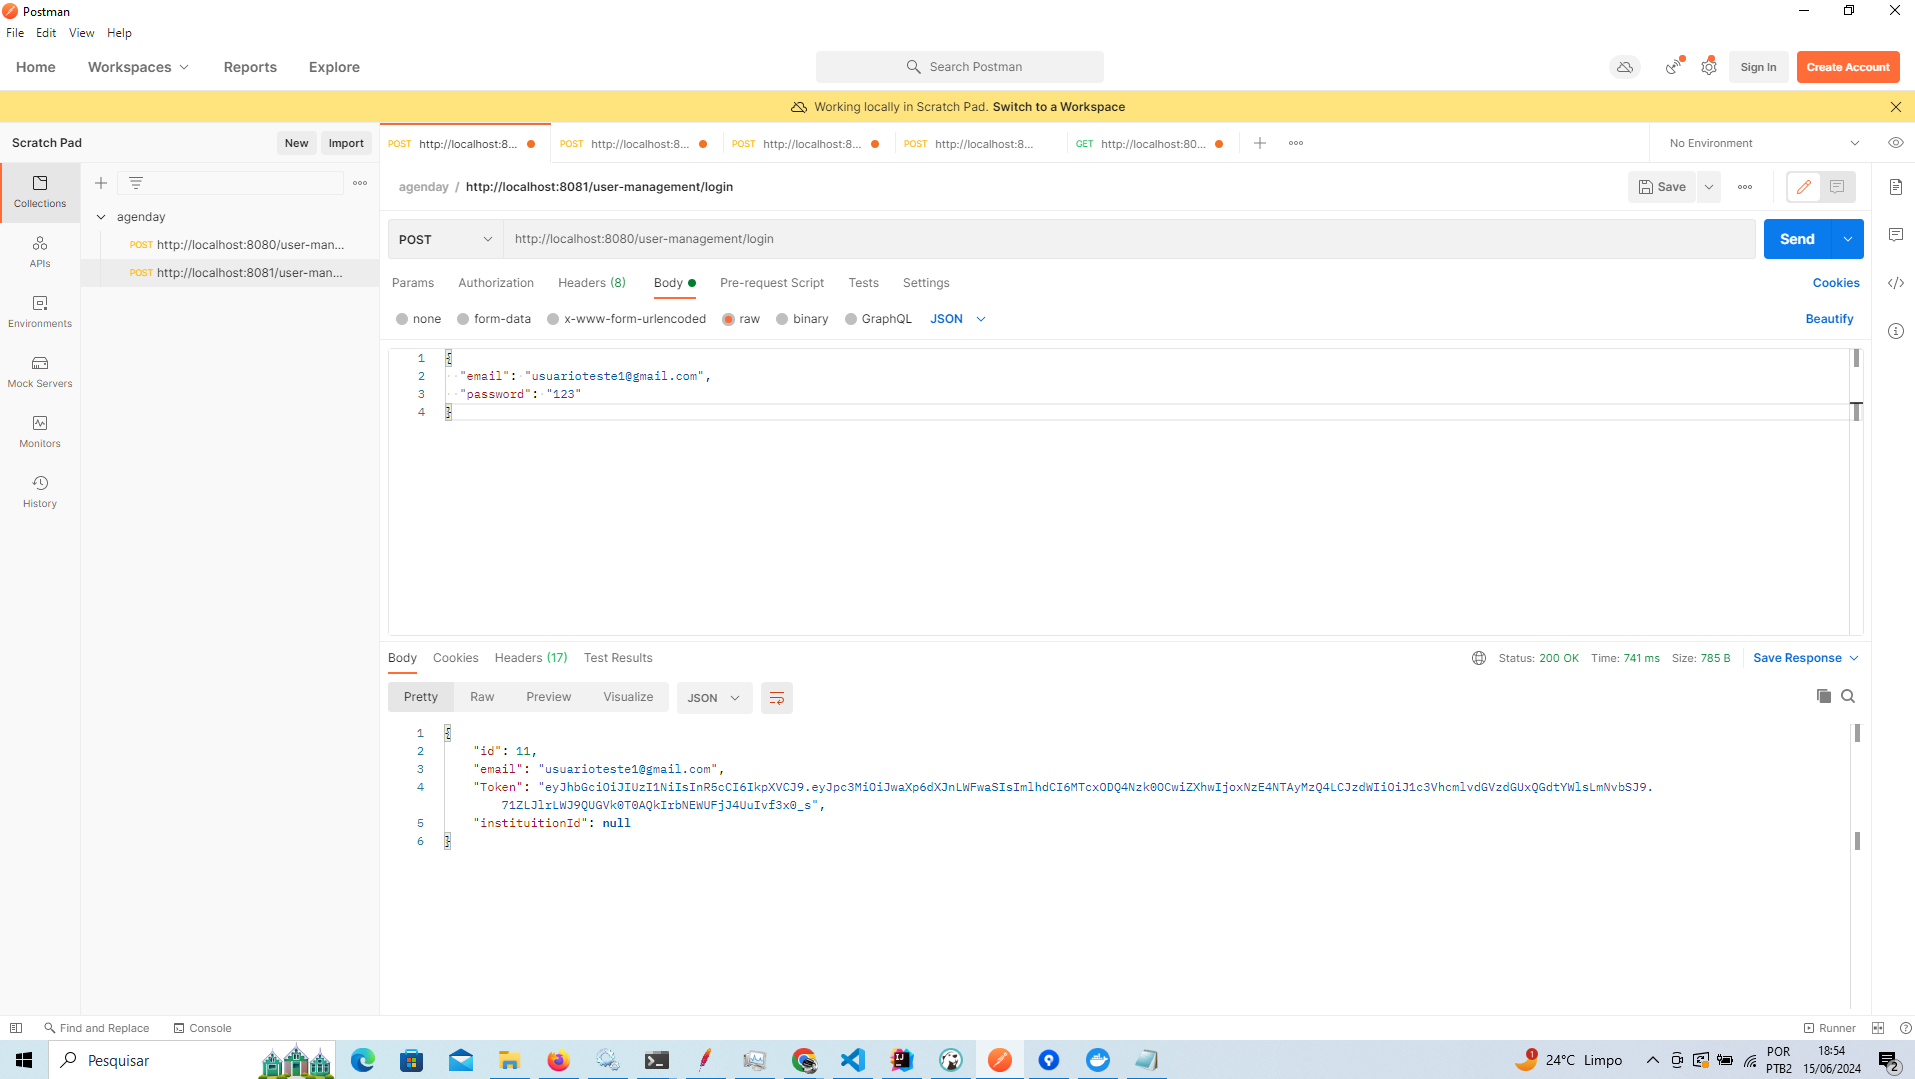 Postman
File Edit View Help
Home Workspaces Reports Explore
Search Postman
Sign In Create Account
Working locally in Scratch Pad. Switch to a Workspace
Scratch Pad New Import
POST http://localhost:8... POST http://localhost:8... POST http://localhost:8... POST http://localhost:8... GET http://localhost:80... No Environment
Collections
APIs
Environments
Mock Servers
Monitors
History
agenday
POST http://localhost:8080/user-man...
POST http://localhost:8081/user-man...
agenday / http://localhost:8081/user-management/login Save
POST http://localhost:8080/user-management/login Send
Params Authorization Headers (8) Body Pre-request Script Tests Settings Cookies
none form-data x-www-form-urlencoded raw binary GraphQL JSON Beautify
1 {
2 "email": "usuarioteste1@gmail.com",
3 "password": "123"
4 }
Body Cookies Headers (17) Test Results Status: 200 OK Time: 741 ms Size: 785 B Save Response
Pretty Raw Preview Visualize JSON
1 {
2 "id": 11,
3 "email": "usuarioteste1@gmail.com",
4 "Token": "eyJhbGciOiJIUzI1NiIsInR5cCI6IkpXVCJ9.eyJpc3MiOiJwaXp6dXJnLWFwaSIsImlhdCI6MTcxODQ4Nzk0OCwiZXhwIjoxNzE4NTAyMzQ4LCJzdWIiOiJ1c3VhcmlvdGVzdGUxQGdtYWlsLmNvbSJ9.
71ZLJlrLWJ9QUGVk0T0AQkIrbNEWUFjJ4UuIvf3x0_s",
5 "instituitionId": null
6 }
Find and Replace Console Runner
Pesquisar
1 24°C Limpo
POR
PTB2
18:54
15/06/2024
2